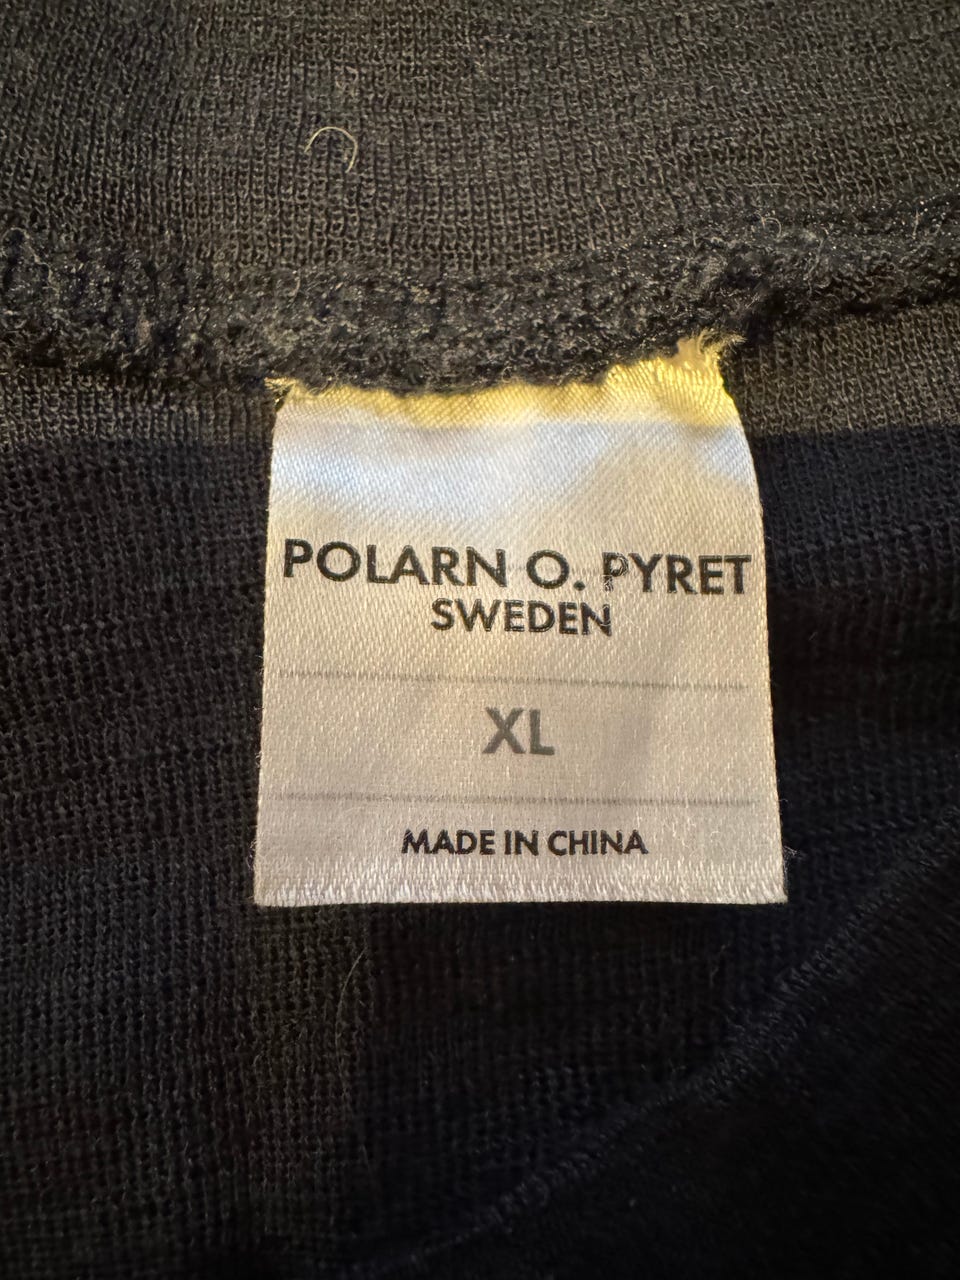 POLARN O. PYRET
SWEDEN
XL
MADE IN CHINA